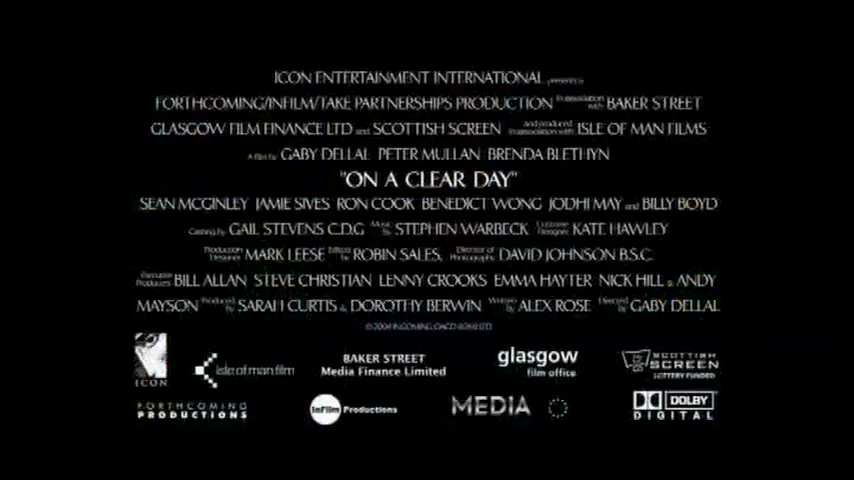 ICON ENTERTAINMENT INTERNATIONAL presents a
FORTHCOMING/INFILM/TAKE PARTNERSHIPS PRODUCTION In association with BAKER STREET
GLASGOW FILM FINANCE LTD and SCOTTISH SCREEN and produced In association with ISLE OF MAN FILMS
A film by GABY DELLAL PETER MULLAN BRENDA BLETHYN
"ON A CLEAR DAY"
SEAN MCGINLEY JAMIE SIVES RON COOK BENEDICT WONG JODHI MAY and BILLY BOYD
Casting by GAIL STEVENS C.D.G Music by STEPHEN WARBECK Costume Designer KATE HAWLEY
Production Designer MARK LEESE Edited by ROBIN SALES, Director of Photography DAVID JOHNSON B.S.C.
Executive Producers BILL ALLAN STEVE CHRISTIAN LENNY CROOKS EMMA HAYTER NICK HILL & ANDY
MAYSON Produced by SARAH CURTIS & DOROTHY BERWIN Written by ALEX ROSE Directed by GABY DELLAL
© 2004 LTD
ICON
isle of man film
BAKER STREET
Media Finance Limited
glasgow
film office
SCOTTISH
SCREEN
LOTTERY FUNDED
FORTHCOMING
PRODUCTIONS
InFilm Productions
MEDIA
DOLBY
DIGITAL